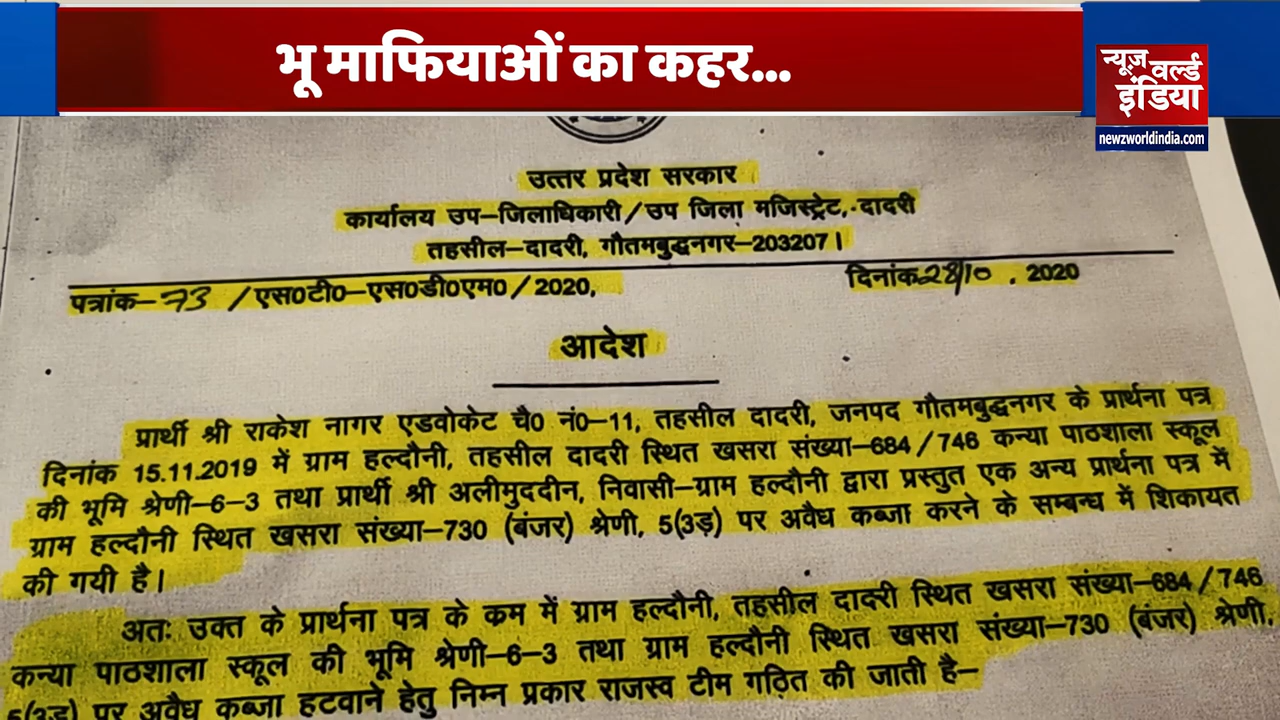 भू माफियाओं का कहर...
न्यूज़ वर्ल्ड
इंडिया
newzworldindia.com
उत्तर प्रदेश सरकार
कार्यालय उप-जिलाधिकारी/उप जिला मजिस्ट्रेट, दादरी
तहसील-दादरी, गौतमबुद्धनगर-203207।
पत्रांक-73/एस0टी0-एस0डी0एम0/2020,
दिनांक 28/10 . 2020
आदेश
प्रार्थी श्री राकेश नागर एडवोकेट चै0 नं0-11, तहसील दादरी, जनपद गौतमबुद्धनगर के प्रार्थना पत्र
दिनांक 15.11.2019 में ग्राम हल्दौनी, तहसील दादरी स्थित खसरा संख्या-684/746 कन्या पाठशाला स्कूल
की भूमि श्रेणी-6-3 तथा प्रार्थी श्री अलीमुददीन, निवासी-ग्राम हल्दौनी द्वारा प्रस्तुत एक अन्य प्रार्थना पत्र में
ग्राम हल्दौनी स्थित खसरा संख्या-730 (बंजर) श्रेणी, 5(3ड़) पर अवैध कब्जा करने के सम्बन्ध में शिकायत
की गयी है।
अतः उक्त के प्रार्थना पत्र के कम में ग्राम हल्दौनी, तहसील दादरी स्थित खसरा संख्या-684/746
कन्या पाठशाला स्कूल की भूमि श्रेणी-6-3 तथा ग्राम हल्दौनी स्थित खसरा संख्या-730 (बंजर) श्रेणी,
5(3ड़) पर अवैध कब्जा हटवाने हेतु निम्न प्रकार राजस्व टीम गठित की जाती है-